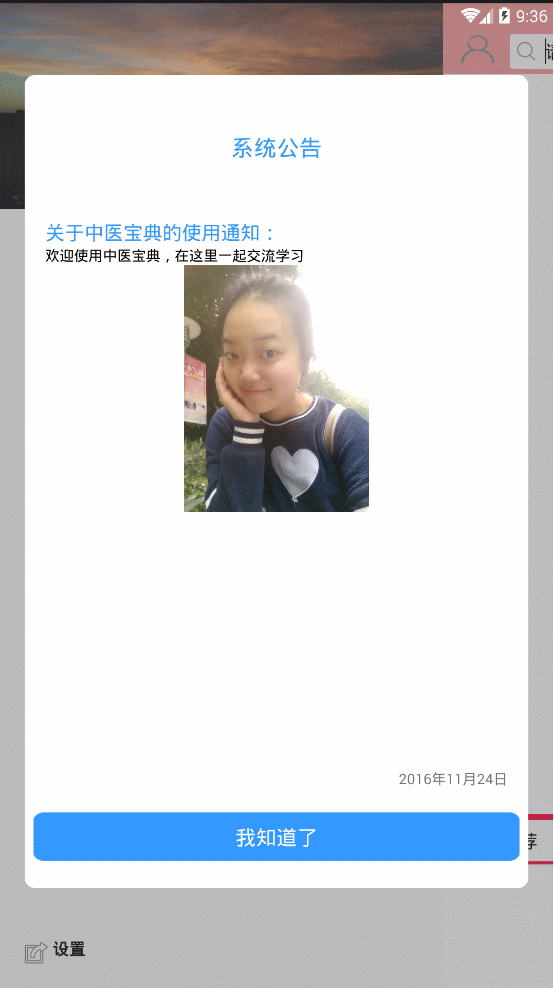 9:36
系统公告
关于中医宝典的使用通知：
欢迎使用中医宝典，在这里一起交流学习
2016年11月24日
我知道了
荐
设置